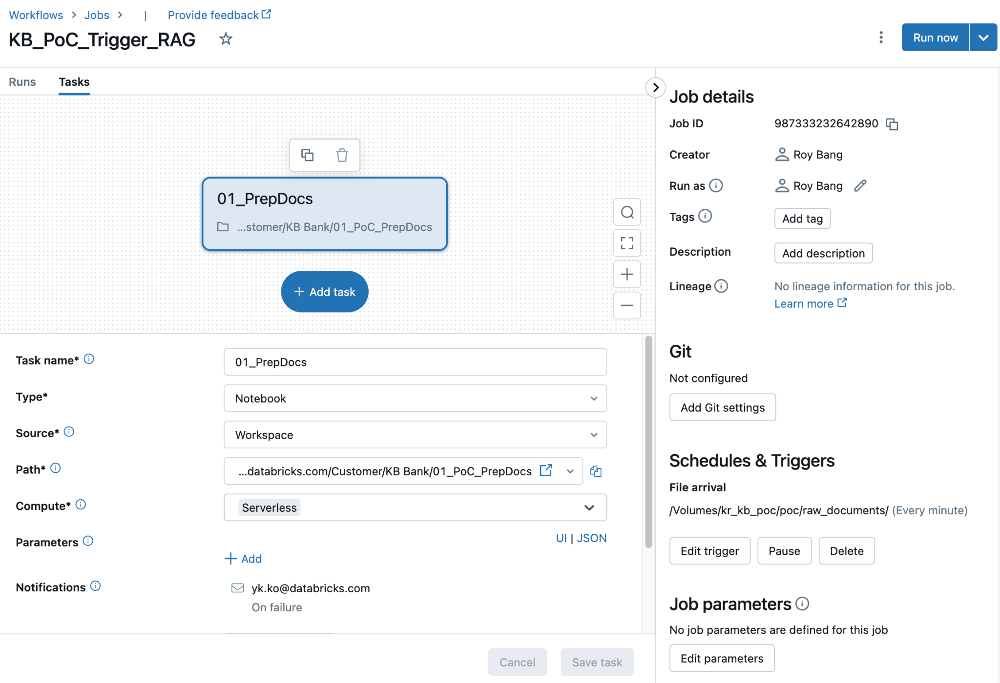 Workflows > Jobs > | Provide feedback
KB_PoC_Trigger_RAG
Run now
Runs
Tasks
01_PrepDocs
...stomer/KB Bank/01_PoC_PrepDocs
+ Add task
Task name*
01_PrepDocs
Type*
Notebook
Source*
Workspace
Path*
...databricks.com/Customer/KB Bank/01_PoC_PrepDocs
Compute*
Serverless
Parameters
UI | JSON
+ Add
Notifications
yk.ko@databricks.com
On failure
Cancel
Save task
Job details
Job ID
987333232642890
Creator
Roy Bang
Run as
Roy Bang
Tags
Add tag
Description
Add description
Lineage
No lineage information for this job.
Learn more
Git
Not configured
Add Git settings
Schedules & Triggers
File arrival
/Volumes/kr_kb_poc/poc/raw_documents/ (Every minute)
Edit trigger
Pause
Delete
Job parameters
No job parameters are defined for this job
Edit parameters